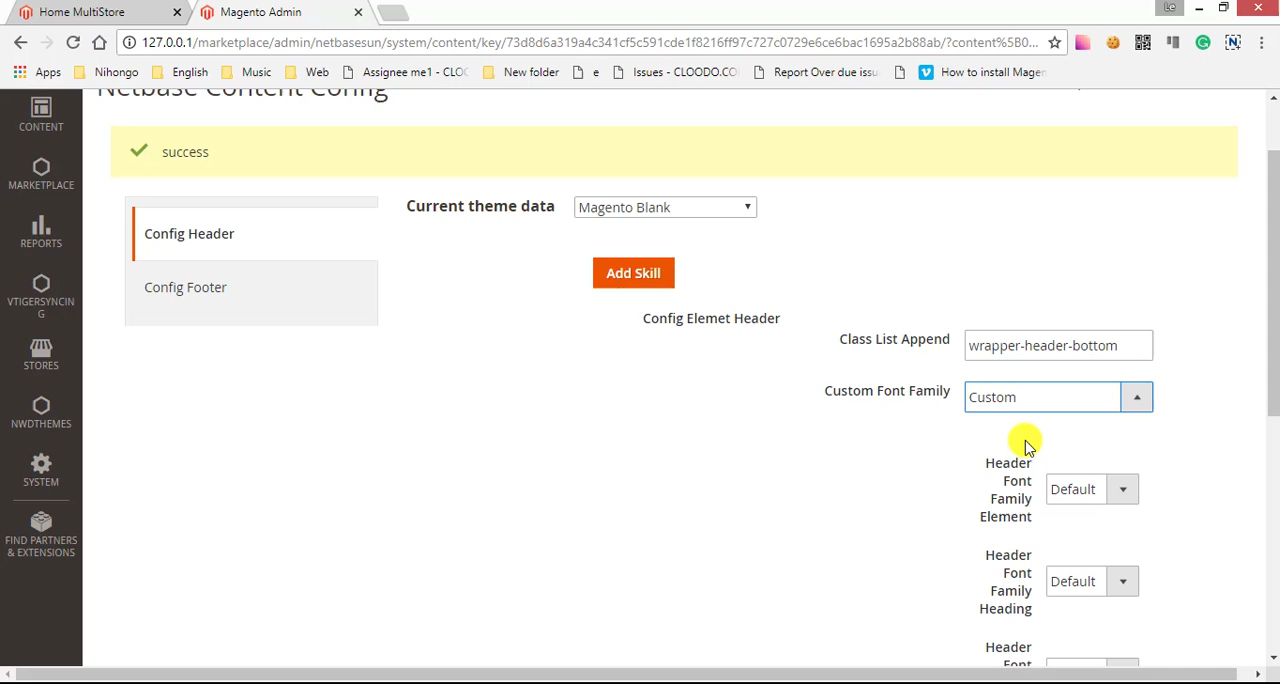 Home MultiStore
Magento Admin
Le
127.0.0.1/marketplace/admin/netbasesun/system/content/key/73d8d6a319a4c341cf5c591cde1f8216ff97c727c0729e6ce6bac1695a2b88ab/?content%5B0...
Apps
Nihongo
English
Music
Web
Assignee me1 - CLOC
New folder
e
Issues - CLOODOCO
Report Over due issu
How to install Magen
Netbase Content Config
success
CONTENT
MARKETPLACE
REPORTS
VTIGERSYNCIN
G
STORES
NWDTHEMES
SYSTEM
FIND PARTNERS
& EXTENSIONS
Config Header
Config Footer
Current theme data
Magento Blank
Add Skill
Config Elemet Header
Class List Append
wrapper-header-bottom
Custom Font Family
Custom
Header
Font
Family
Element
Default
Header
Font
Family
Heading
Default
Header
Font